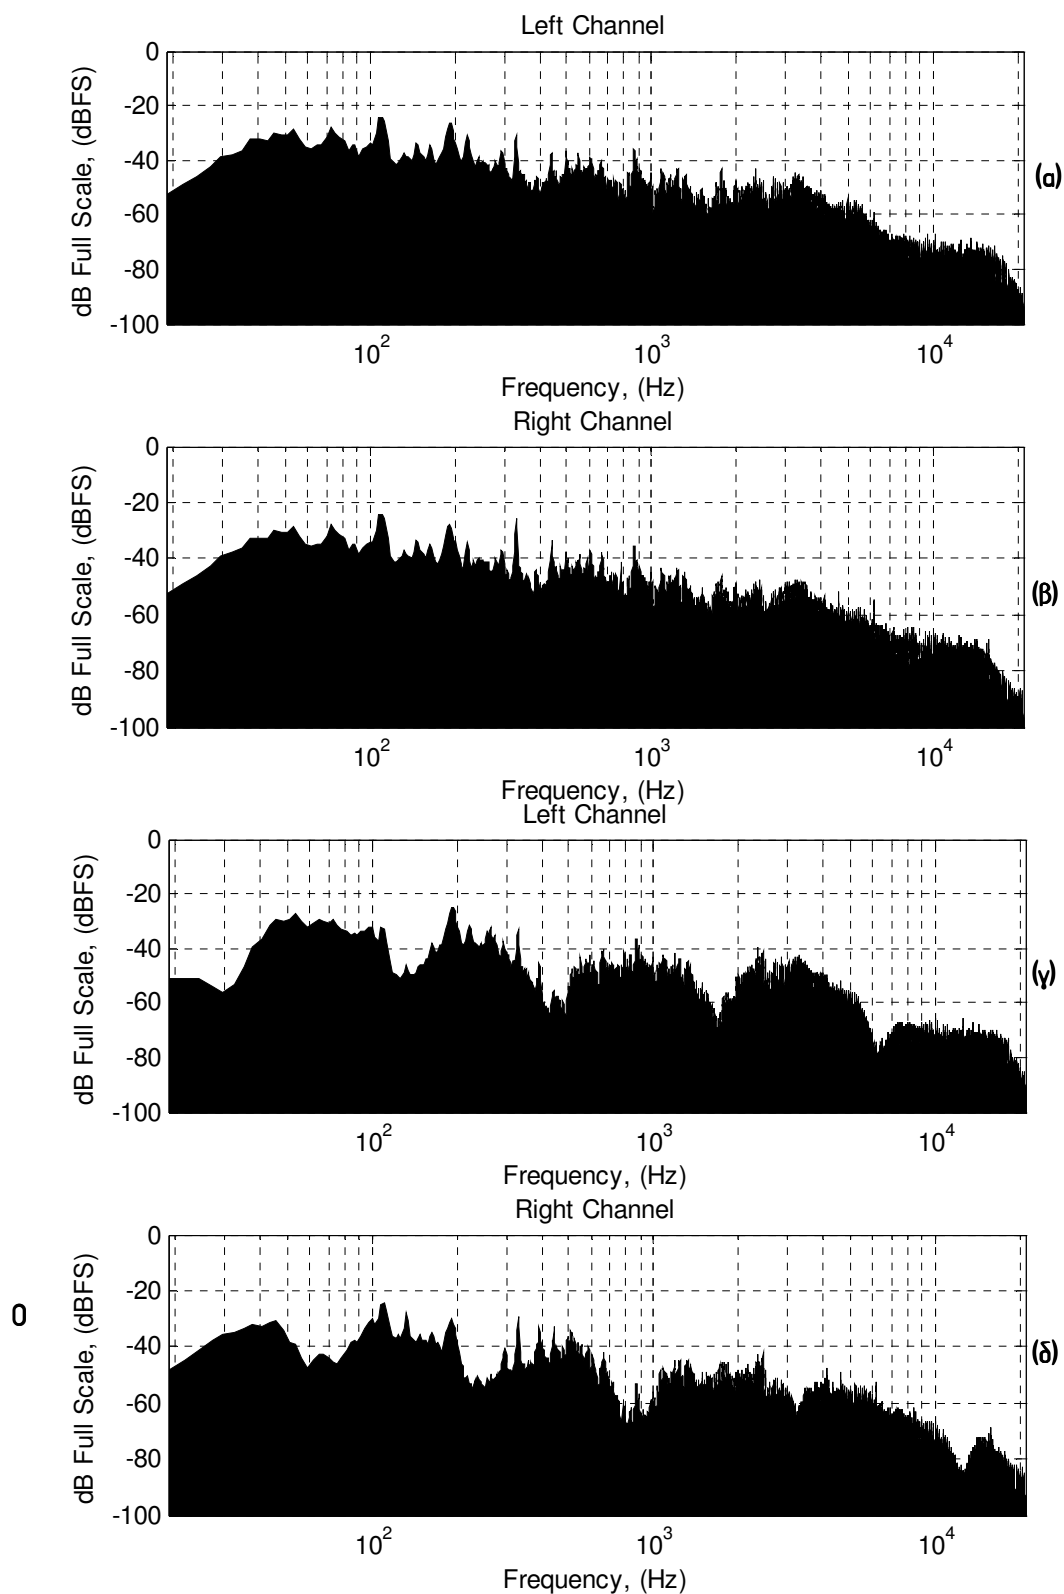 Left Channel
0
-20
-40
-60
-80
-100
dB Full Scale, (dBFS)
(α)
10^2 10^3 10^4
Frequency, (Hz)
Right Channel
0
-20
-40
-60
-80
-100
dB Full Scale, (dBFS)
(β)
10^2 10^3 10^4
Frequency, (Hz)
Left Channel
0
-20
-40
-60
-80
-100
dB Full Scale, (dBFS)
(γ)
10^2 10^3 10^4
Frequency, (Hz)
Right Channel
0
-20
-40
-60
-80
-100
dB Full Scale, (dBFS)
0
(δ)
10^2 10^3 10^4
Frequency, (Hz)